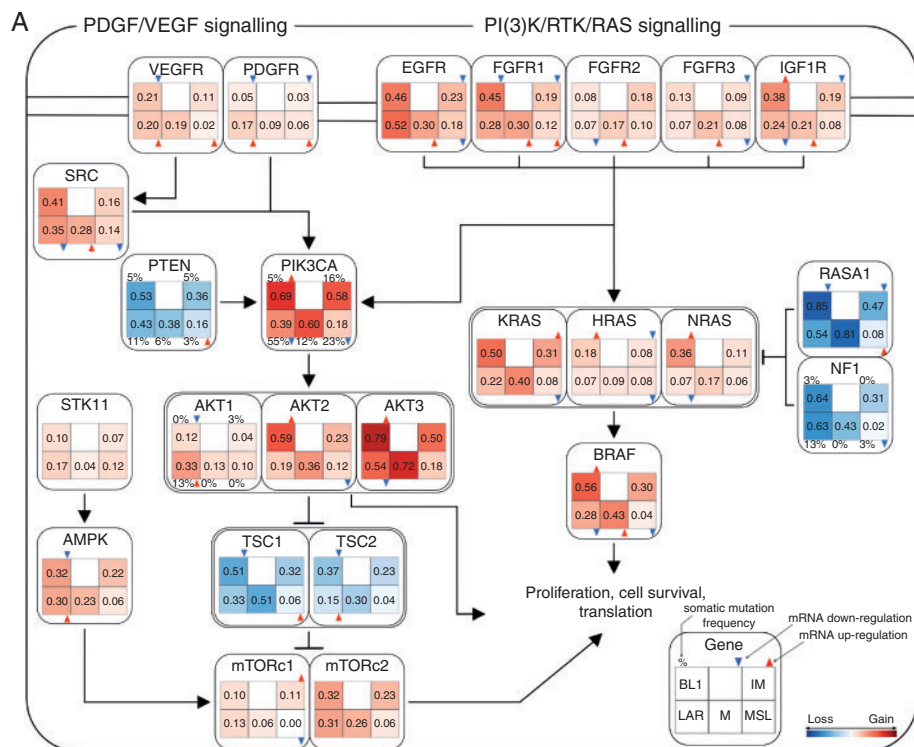 A
PDGF/VEGF signalling
PI(3)K/RTK/RAS signalling
VEGFR
0.21 0.11
0.20 0.19 0.02
PDGFR
0.05 0.03
0.17 0.09 0.06
EGFR
0.46 0.23
0.52 0.30 0.18
FGFR1
0.45 0.19
0.28 0.30 0.12
FGFR2
0.08 0.18
0.07 0.17 0.10
FGFR3
0.13 0.09
0.07 0.21 0.08
IGF1R
0.38 0.19
0.24 0.21 0.08
SRC
0.41 0.16
0.35 0.28 0.14
PTEN
5% 5%
0.53 0.36
0.43 0.38 0.16
11% 6% 3%
PIK3CA
5% 16%
0.69 0.58
0.39 0.60 0.18
55% 12% 23%
KRAS
0.50 0.31
0.22 0.40 0.08
HRAS
0.18 0.08
0.07 0.09 0.08
NRAS
0.36 0.11
0.07 0.17 0.06
RASA1
0.85 0.47
0.54 0.81 0.08
NF1
3% 0%
0.64 0.31
0.63 0.43 0.02
13% 0% 3%
STK11
0.10 0.07
0.17 0.04 0.12
AKT1
0% 3%
0.12 0.04
0.33 0.13 0.10
13% 0% 0%
AKT2
0.59 0.23
0.19 0.36 0.12
AKT3
0.79 0.50
0.54 0.72 0.18
BRAF
0.56 0.30
0.28 0.43 0.04
AMPK
0.32 0.22
0.30 0.23 0.06
TSC1
0.51 0.32
0.33 0.51 0.06
TSC2
0.37 0.23
0.15 0.30 0.04
Proliferation, cell survival,
translation
mTORc1
0.10 0.11
0.13 0.06 0.00
mTORc2
0.32 0.23
0.31 0.26 0.06
somatic mutation
frequency
mRNA down-regulation
mRNA up-regulation
Gene
%
BL1 IM
LAR M MSL
Loss Gain